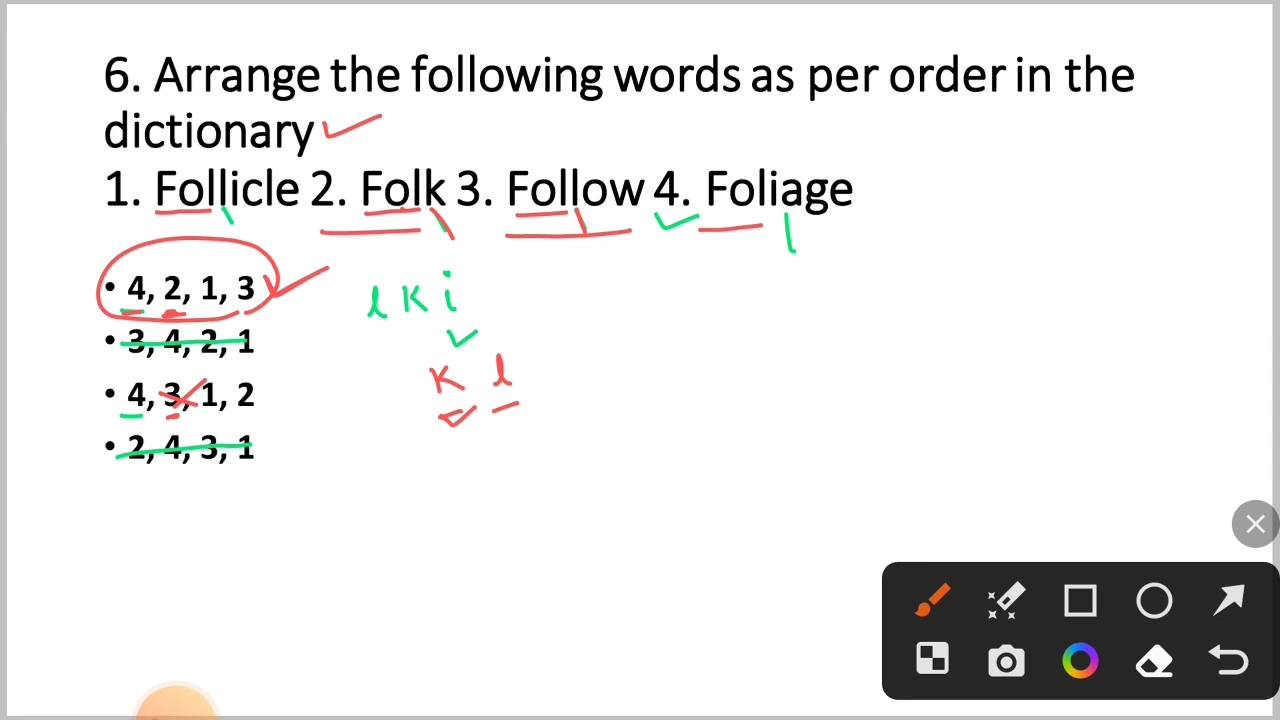 6. Arrange the following words as per order in the
dictionary
1. Follicle 2. Folk 3. Follow 4. Foliage
• 4, 2, 1, 3
l K i
• 3, 4, 2, 1
K l
• 4, 3, 1, 2
• 2, 4, 3, 1